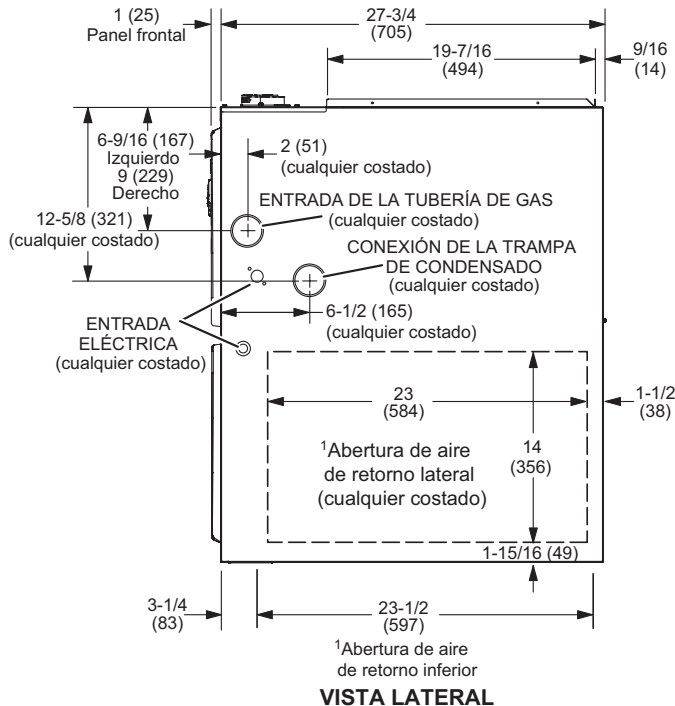 1 (25)
Panel frontal
27-3/4
(705)
19-7/16
(494)
9/16
(14)
6-9/16 (167)
Izquierdo
9 (229)
Derecho
2 (51)
(cualquier costado)
12-5/8 (321)
(cualquier costado)
ENTRADA DE LA TUBERÍA DE GAS
(cualquier costado)
CONEXIÓN DE LA TRAMPA
DE CONDENSADO
(cualquier costado)
6-1/2 (165)
(cualquier costado)
ENTRADA
ELÉCTRICA
(cualquier costado)
23
(584)
1-1/2
(38)
1Abertura de aire
de retorno lateral
(cualquier costado)
14
(356)
1-15/16 (49)
3-1/4
(83)
23-1/2
(597)
1Abertura de aire
de retorno inferior
VISTA LATERAL